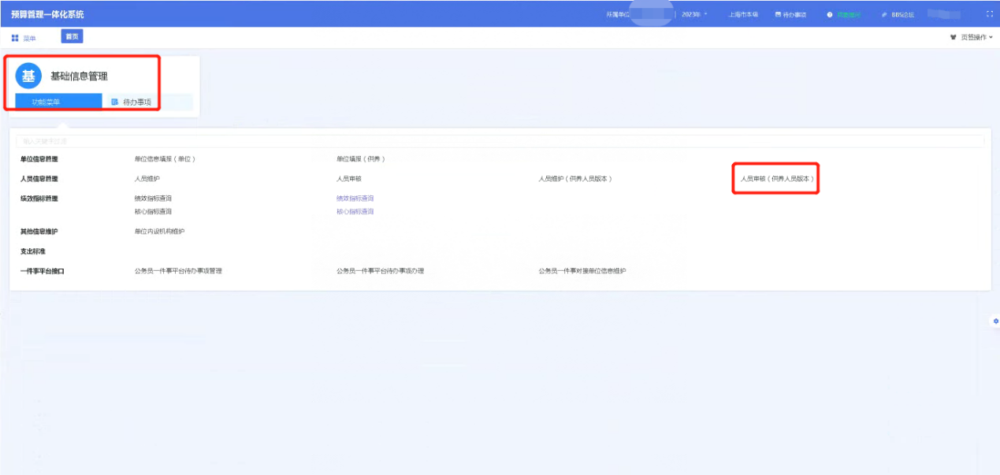 预算管理一体化系统 所属单位 | 2023年 上海市本级 待办事项 BBS论坛
菜单 首页 页签操作
基 基础信息管理
功能菜单 待办事项
输入关键字过滤
单位信息管理 单位信息填报（单位） 单位填报（供养）
人员信息管理 人员维护 人员审核 人员维护（供养人员版本） 人员审核（供养人员版本）
绩效指标管理 绩效指标查询 绩效指标查询
核心指标查询 核心指标查询
其他信息维护 单位内设机构维护
支出标准
一件事平台接口 公务员一件事平台待办事项管理 公务员一件事平台待办事项办理 公务员一件事对接单位信息维护